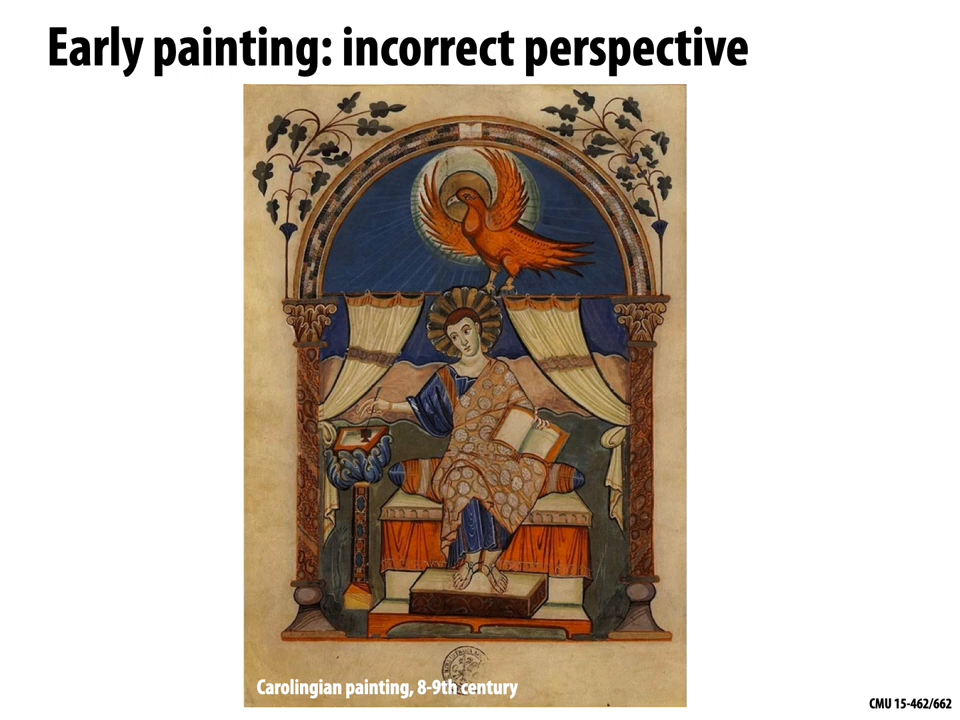 Early painting: incorrect perspective
Carolingian painting, 8-9th century
CMU 15-462/662